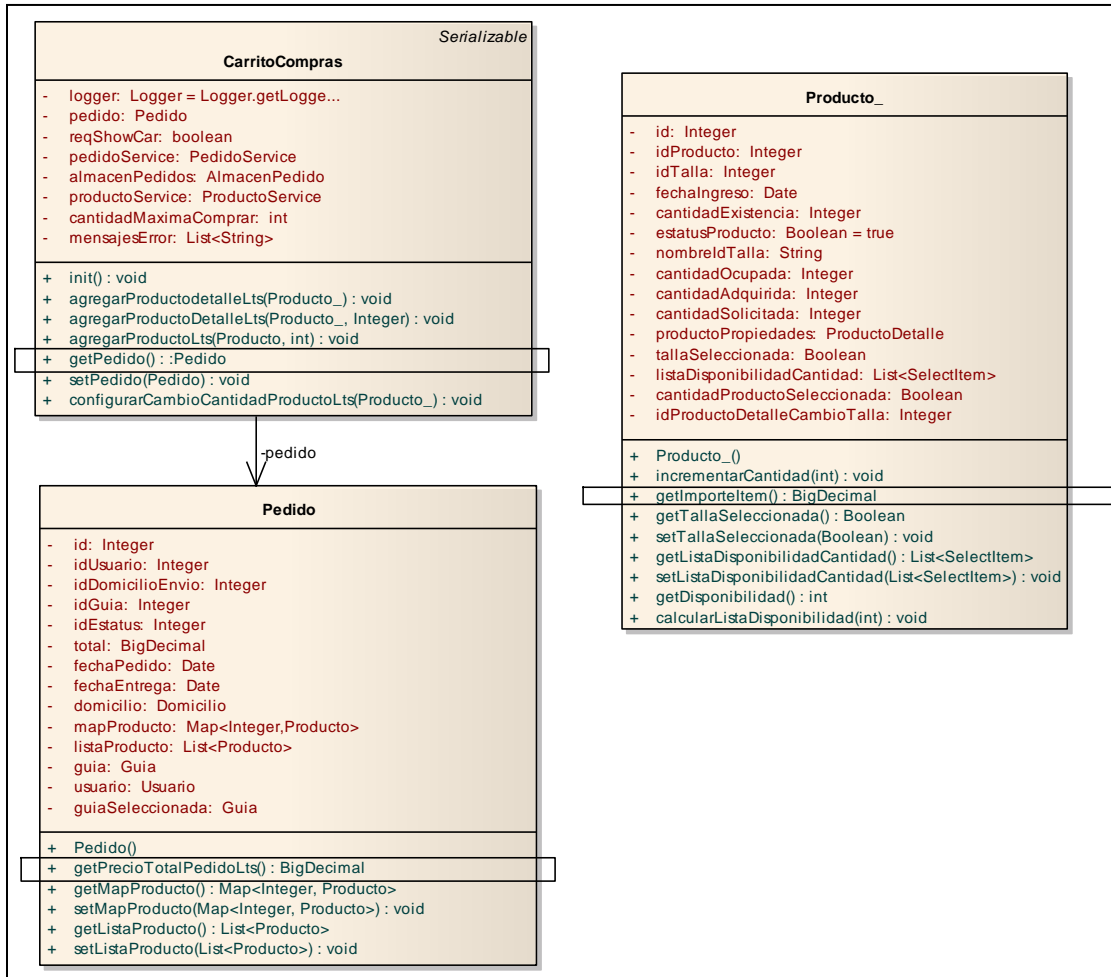 Serializable
CarritoCompras
- logger: Logger = Logger.getLogge...
- pedido: Pedido
- reqShowCar: boolean
- pedidoService: PedidoService
- almacenPedidos: AlmacenPedido
- productoService: ProductoService
- cantidadMaximaComprar: int
- mensajesError: List<String>
+ init() : void
+ agregarProductodetalleLts(Producto_) : void
+ agregarProductoDetalleLts(Producto_, Integer) : void
+ agregarProductoLts(Producto, int) : void
+ getPedido() : :Pedido
+ setPedido(Pedido) : void
+ configurarCambioCantidadProductoLts(Producto_) : void
-pedido
Pedido
- id: Integer
- idUsuario: Integer
- idDomicilioEnvio: Integer
- idGuia: Integer
- idEstatus: Integer
- total: BigDecimal
- fechaPedido: Date
- fechaEntrega: Date
- domicilio: Domicilio
- mapProducto: Map<Integer,Producto>
- listaProducto: List<Producto>
- guia: Guia
- usuario: Usuario
- guiaSeleccionada: Guia
+ Pedido()
+ getPrecioTotalPedidoLts() : BigDecimal
+ getMapProducto() : Map<Integer, Producto>
+ setMapProducto(Map<Integer, Producto>) : void
+ getListaProducto() : List<Producto>
+ setListaProducto(List<Producto>) : void
Producto_
- id: Integer
- idProducto: Integer
- idTalla: Integer
- fechaIngreso: Date
- cantidadExistencia: Integer
- estatusProducto: Boolean = true
- nombreIdTalla: String
- cantidadOcupada: Integer
- cantidadAdquirida: Integer
- cantidadSolicitada: Integer
- productoPropiedades: ProductoDetalle
- tallaSeleccionada: Boolean
- listaDisponibilidadCantidad: List<SelectItem>
- cantidadProductoSeleccionada: Boolean
- idProductoDetalleCambioTalla: Integer
+ Producto_()
+ incrementarCantidad(int) : void
+ getImporteItem() : BigDecimal
+ getTallaSeleccionada() : Boolean
+ setTallaSeleccionada(Boolean) : void
+ getListaDisponibilidadCantidad() : List<SelectItem>
+ setListaDisponibilidadCantidad(List<SelectItem>) : void
+ getDisponibilidad() : int
+ calcularListaDisponibilidad(int) : void